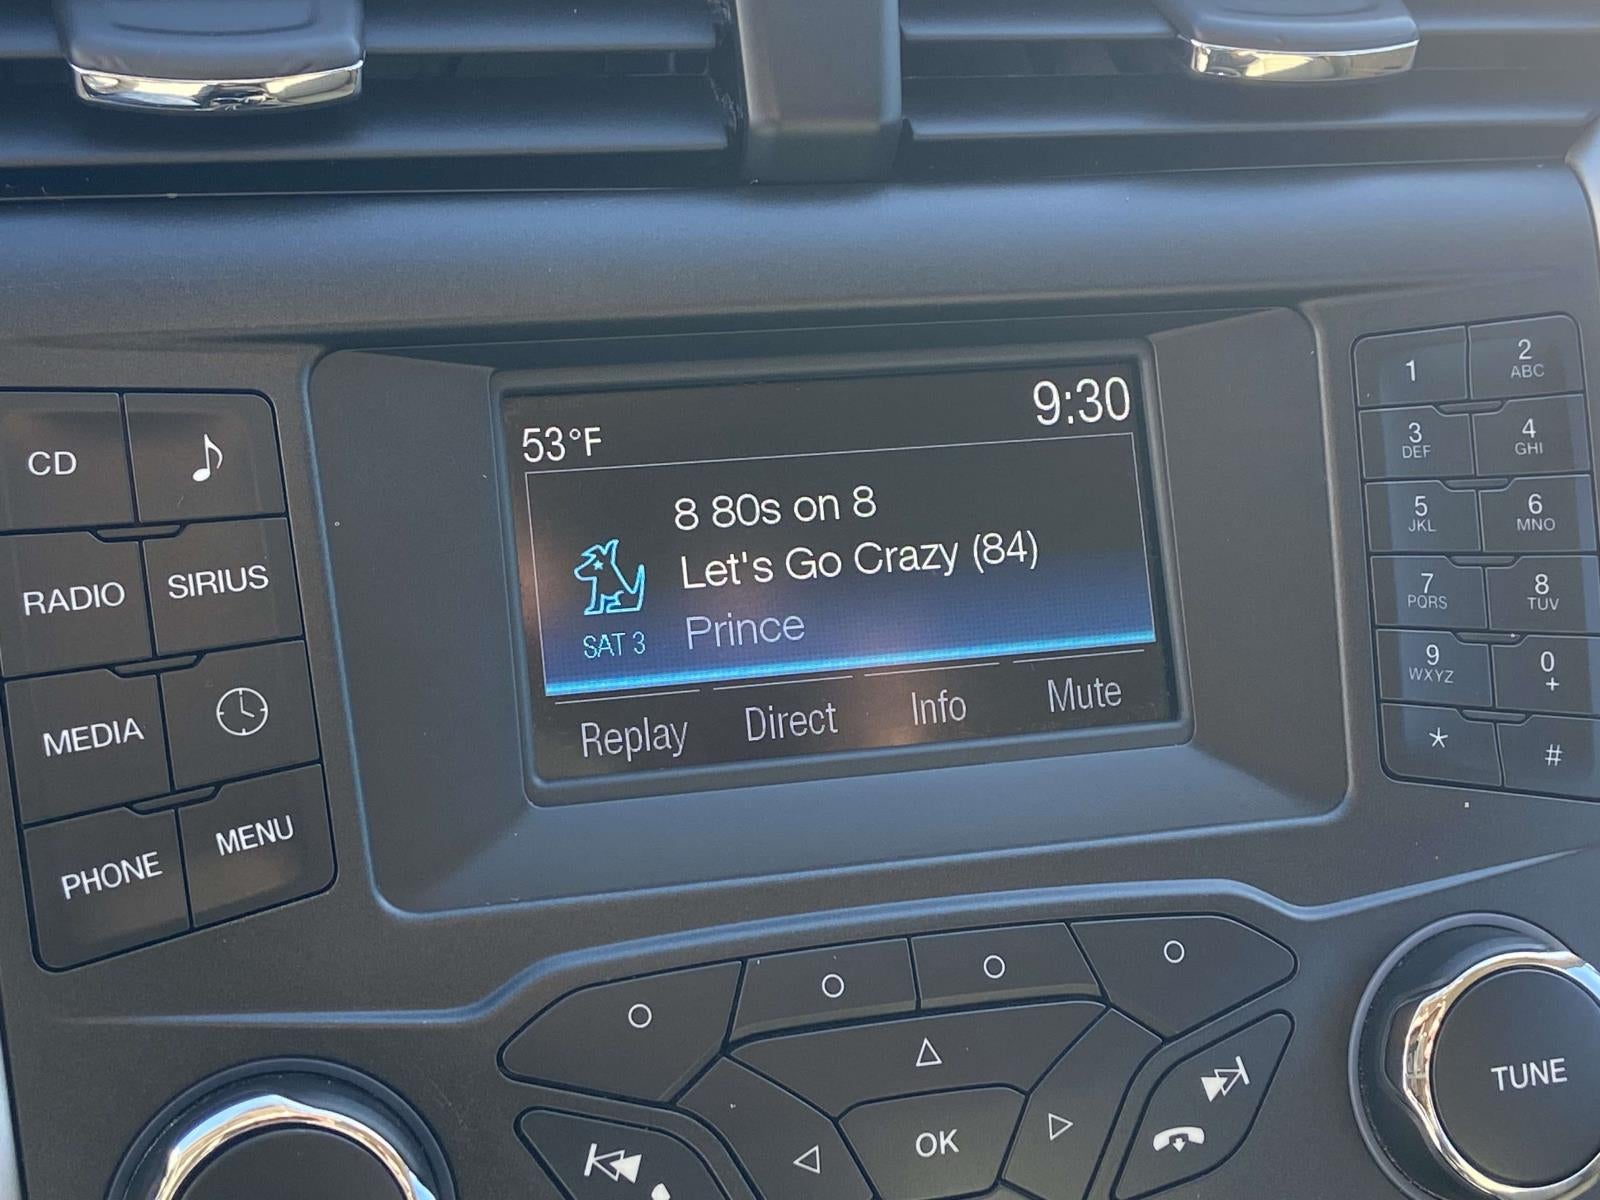 53°F
9:30
8 80s on 8
Let's Go Crazy (84)
SAT 3
Prince
Replay
Direct
Info
Mute
CD
RADIO
SIRIUS
MEDIA
PHONE
MENU
1
2
ABC
3
DEF
4
GHI
5
JKL
6
MNO
7
PQRS
8
TUV
9
WXYZ
0
+
*
#
OK
TUNE